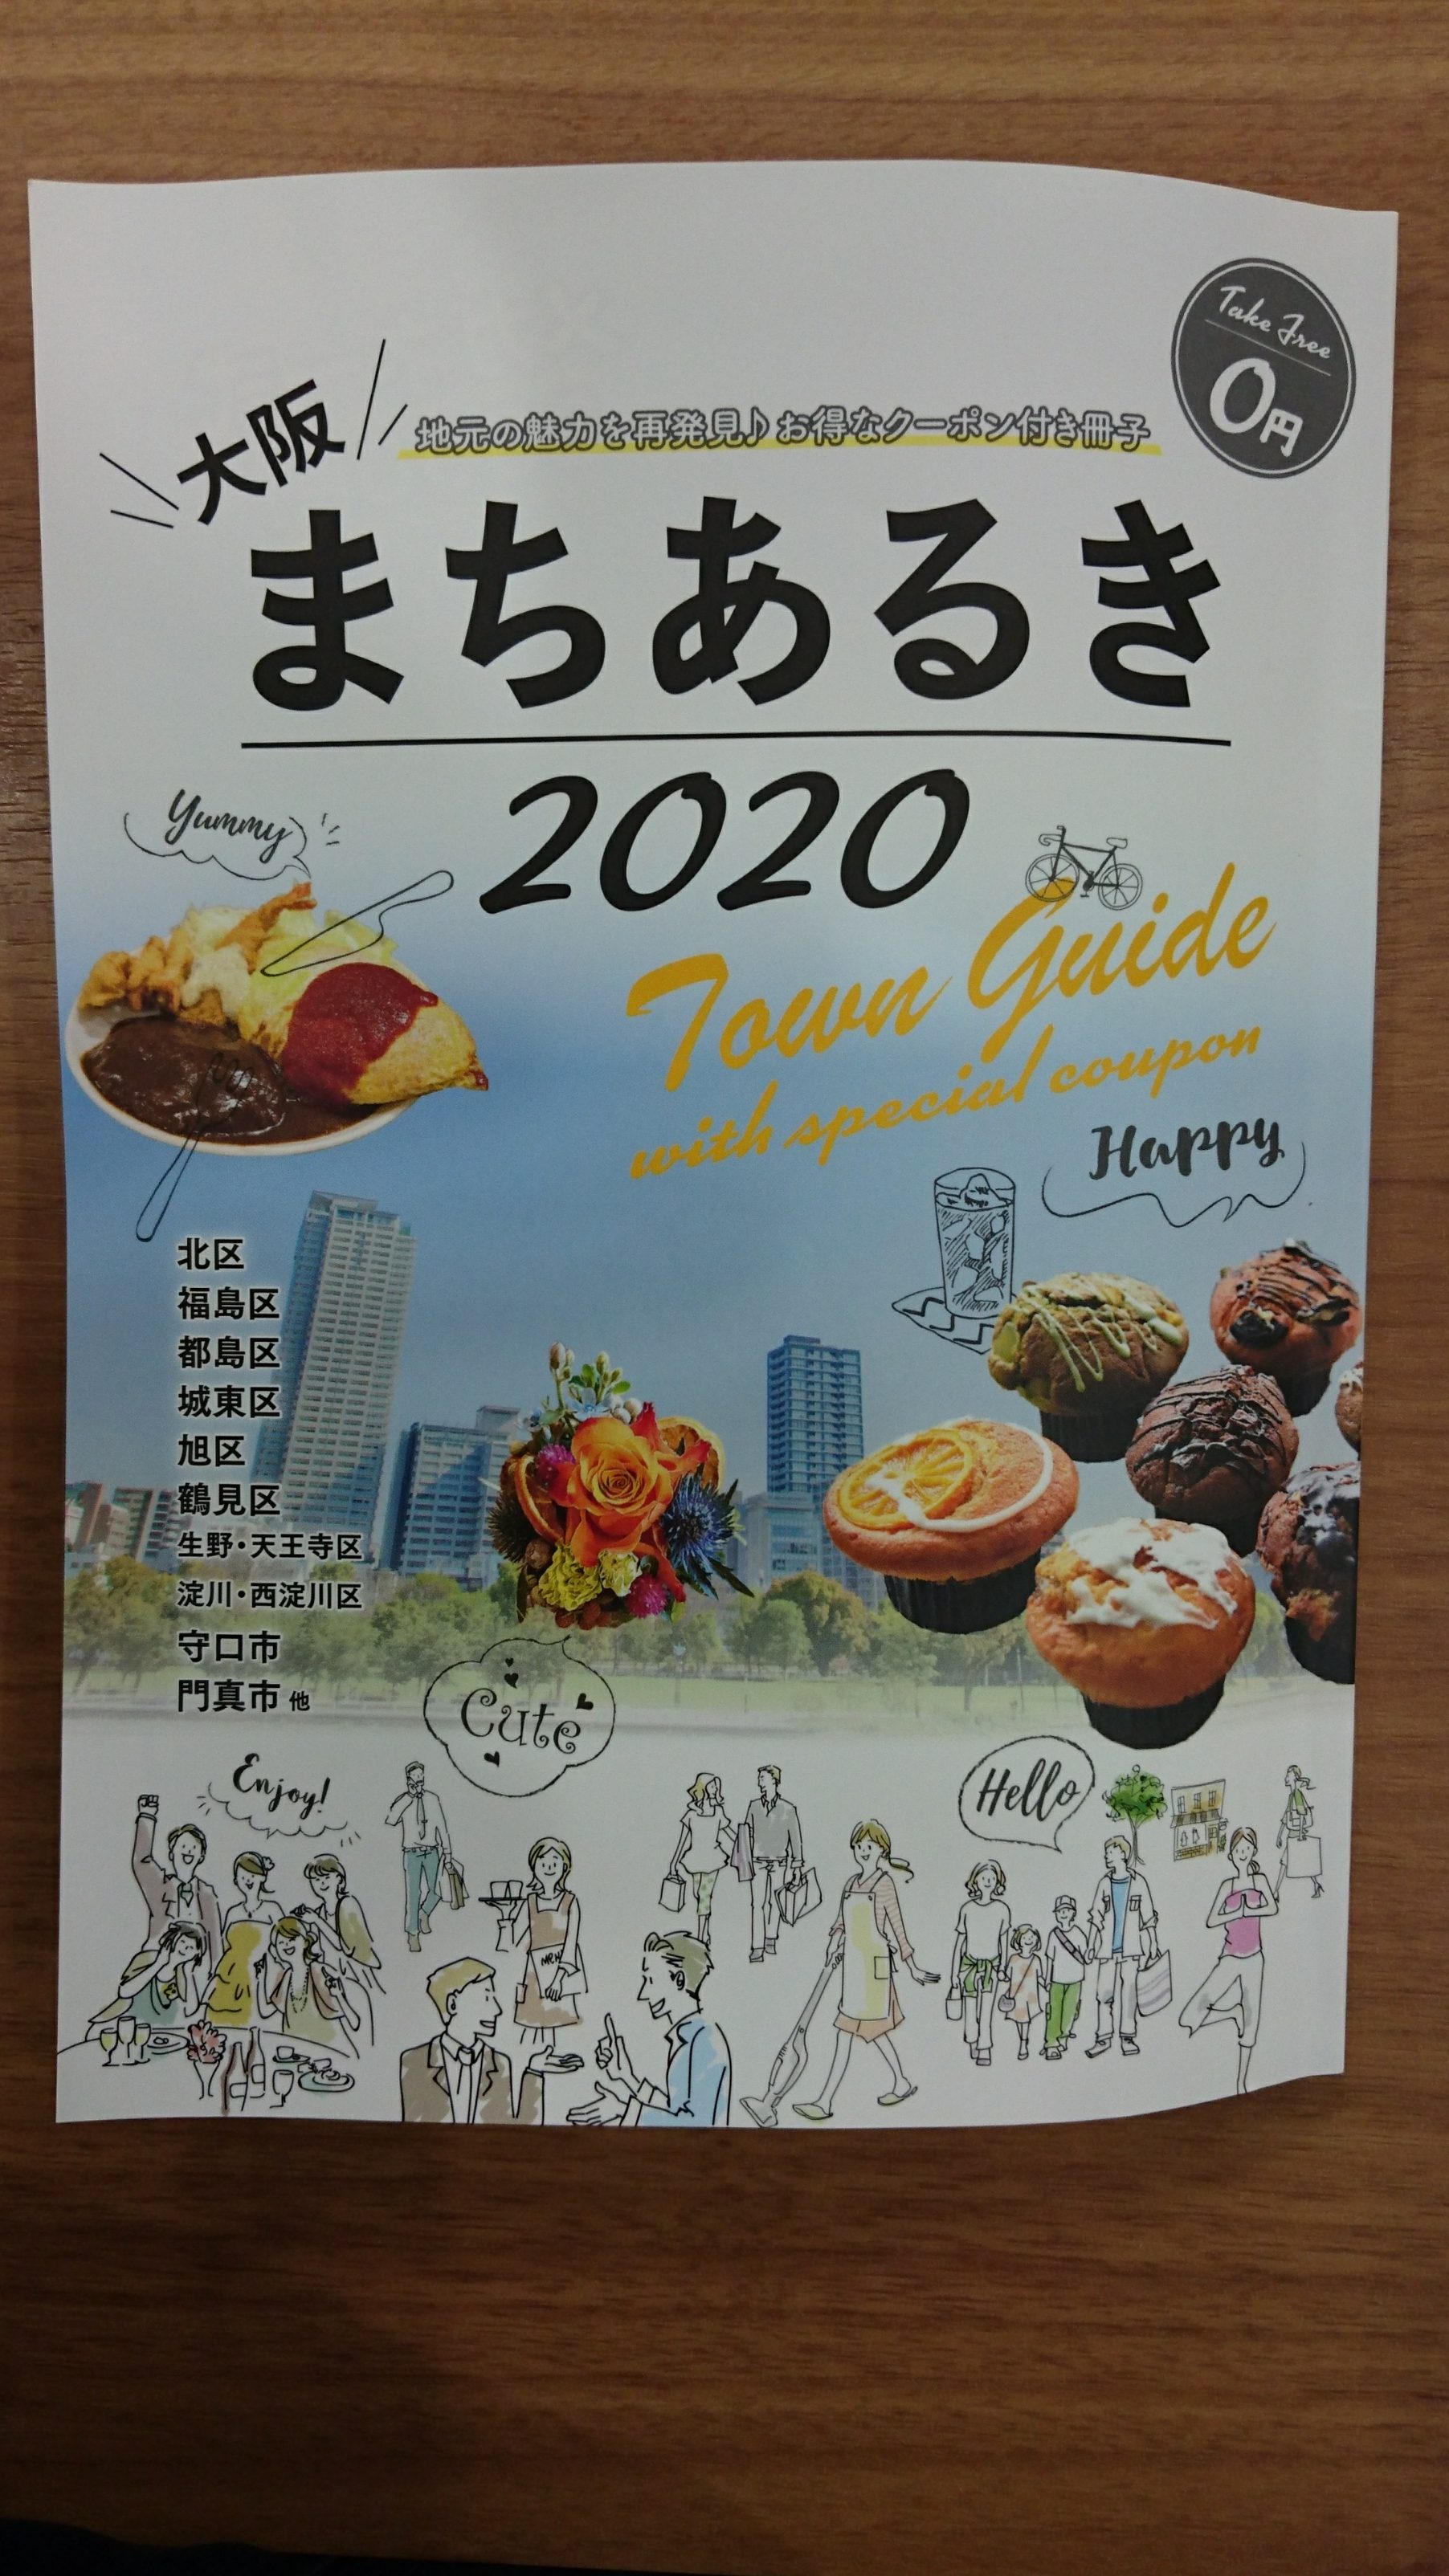 Take Free
0円
大阪
地元の魅力を再発見♪お得なクーポン付き冊子
まちあるき
2020
Yummy
Town Guide
with special coupon
Happy
北区
福島区
都島区
城東区
旭区
鶴見区
生野・天王寺区
淀川・西淀川区
守口市
門真市 他
Cute
Enjoy!
Hello